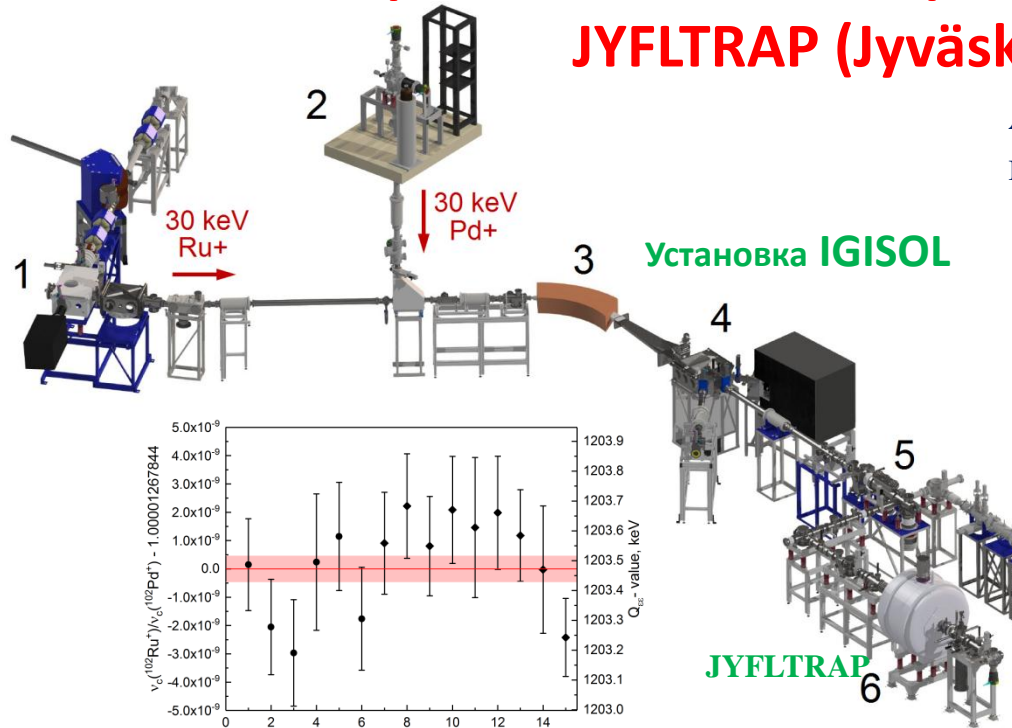 JYFLTRAP (Jyväsk
2
30 keV
Ru+
30 keV
Pd+
1
3
Установка IGISOL
4
5
JYFLTRAP
6
5.0x10⁻⁹
4.0x10⁻⁹
3.0x10⁻⁹
2.0x10⁻⁹
1.0x10⁻⁹
0.0
-1.0x10⁻⁹
-2.0x10⁻⁹
-3.0x10⁻⁹
-4.0x10⁻⁹
-5.0x10⁻⁹
νc(¹⁰²Ru⁺)/νc(¹⁰²Pd⁺) - 1.00001267844
1203.9
1203.8
1203.7
1203.6
1203.5
1203.4
1203.3
1203.2
1203.1
1203.0
Qεε- value, keV
0 2 4 6 8 10 12 14